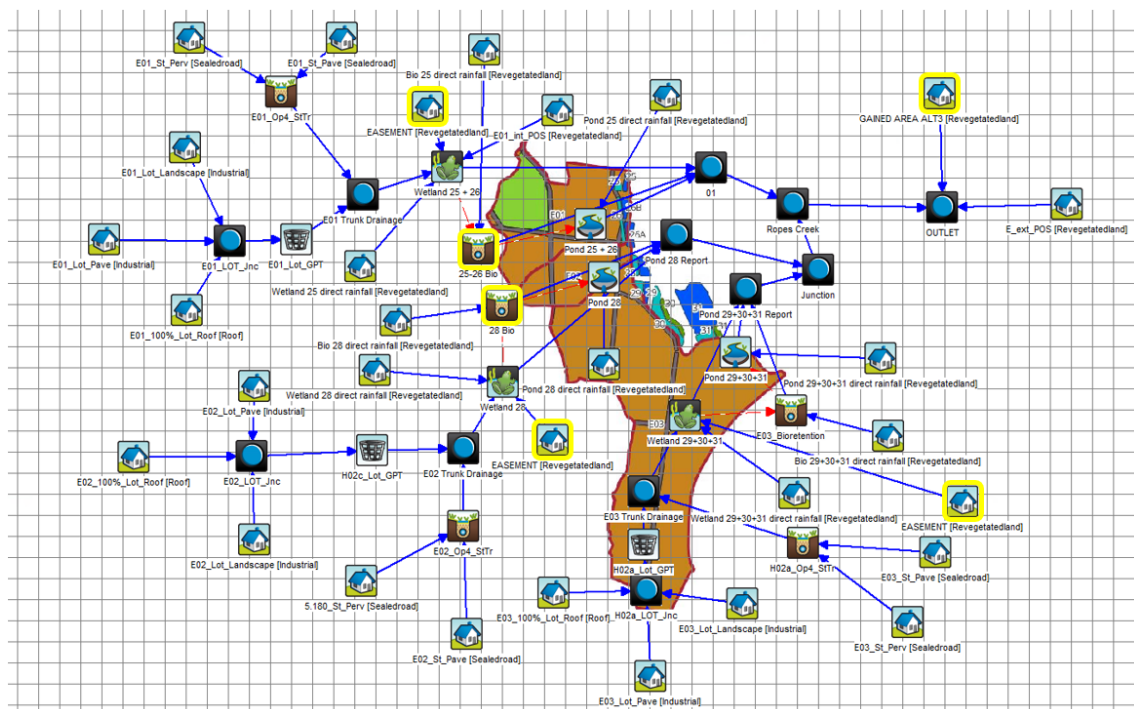 E01_St_Perv [Sealedroad]
E01_St_Pave [Sealedroad]
Bio 25 direct rainfall [Revegetatedland]
E01_Op4_StTr
EASEMENT [Revegetatedland]
E01_int_POS [Revegetatedland]
Pond 25 direct rainfall [Revegetatedland]
GAINED AREA ALT3 [Revegetatedland]
E01_Lot_Landscape [Industrial]
Wetland 25 + 26
01
E01 Trunk Drainage
E01
Ropes Creek
OUTLET
E_ext_POS [Revegetatedland]
E01_Lot_Pave [Industrial]
E01_LOT_Jnc
E01_Lot_GPT
25-26 Bio
Pond 25 + 26
Pond 28 Report
Wetland 25 direct rainfall [Revegetatedland]
Junction
E01_100%_Lot_Roof [Roof]
28 Bio
Pond 28
29
29
30
30
31
31
Pond 29+30+31 Report
Bio 28 direct rainfall [Revegetatedland]
Pond 29+30+31
Pond 29+30+31 direct rainfall [Revegetatedland]
Wetland 28 direct rainfall [Revegetatedland]
Wetland 28
Pond 28 direct rainfall [Revegetatedland]
E02_Lot_Pave [Industrial]
E03
Wetland 29+30+31
E03_Bioretention
Bio 29+30+31 direct rainfall [Revegetatedland]
E02_100%_Lot_Roof [Roof]
E02_LOT_Jnc
H02c_Lot_GPT
E02 Trunk Drainage
EASEMENT [Revegetatedland]
E03 Trunk Drainage
Wetland 29+30+31 direct rainfall [Revegetatedland]
EASEMENT [Revegetatedland]
E02_Lot_Landscape [Industrial]
E02_Op4_StTr
H02a_Lot_GPT
H02a_Op4_StTr
E03_St_Pave [Sealedroad]
5.180_St_Perv [Sealedroad]
E03_100%_Lot_Roof [Roof]
H02a_LOT_Jnc
E03_Lot_Landscape [Industrial]
E02_St_Pave [Sealedroad]
E03_St_Perv [Sealedroad]
E03_Lot_Pave [Industrial]